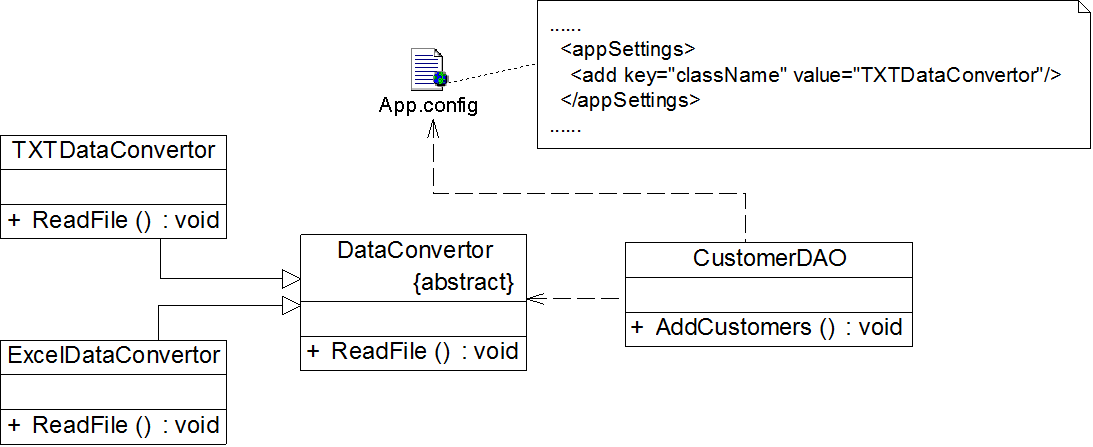 ......
<appSettings>
<add key="className" value="TXTDataConvertor"/>
</appSettings>
......
App.config
TXTDataConvertor
+ ReadFile () : void
DataConvertor
{abstract}
+ ReadFile () : void
CustomerDAO
+ AddCustomers () : void
ExcelDataConvertor
+ ReadFile () : void